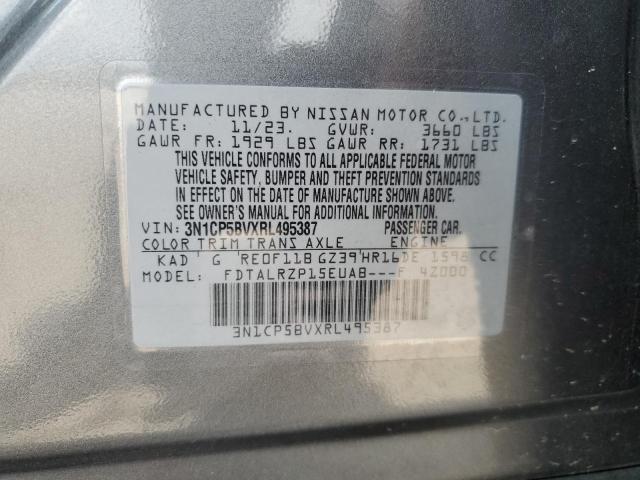 MANUFACTURED BY NISSAN MOTOR CO.,LTD.
DATE: 11/23. GVWR: 3660 LBS
GAWR FR: 1929 LBS GAWR RR: 1731 LBS
THIS VEHICLE CONFORMS TO ALL APPLICABLE FEDERAL MOTOR
VEHICLE SAFETY, BUMPER AND THEFT PREVENTION STANDARDS
IN EFFECT ON THE DATE OF MANUFACTURE SHOWN ABOVE.
SEE OWNER'S MANUAL FOR ADDITIONAL INFORMATION.
VIN: 3N1CP5BVXRL495387 PASSENGER CAR.
COLOR TRIM TRANS AXLE ENGINE
KAD G RE0F11B GZ39 HR16DE 1598 CC
MODEL: FDTALRZP15EUAB---F 4Z000
3N1CP5BVXRL495387